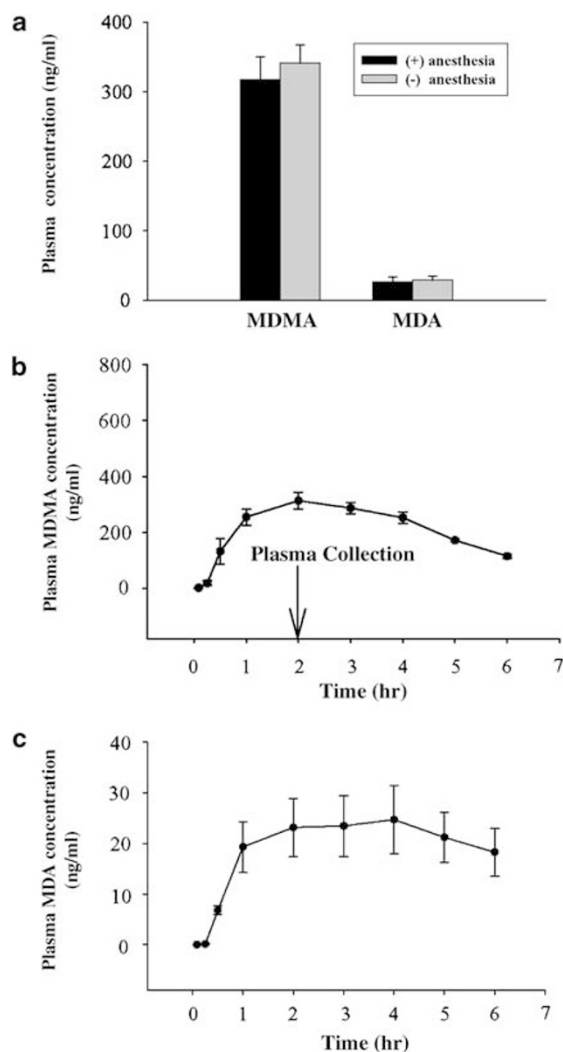 a
Plasma concentration (ng/ml)
400
300
200
100
0
(+) anesthesia
(-) anesthesia
MDMA MDA
b
Plasma MDMA concentration
(ng/ml)
800
600
400
200
0
Plasma Collection
0 1 2 3 4 5 6 7
Time (hr)
c
Plasma MDA concentration
(ng/ml)
40
30
20
10
0
0 1 2 3 4 5 6 7
Time (hr)